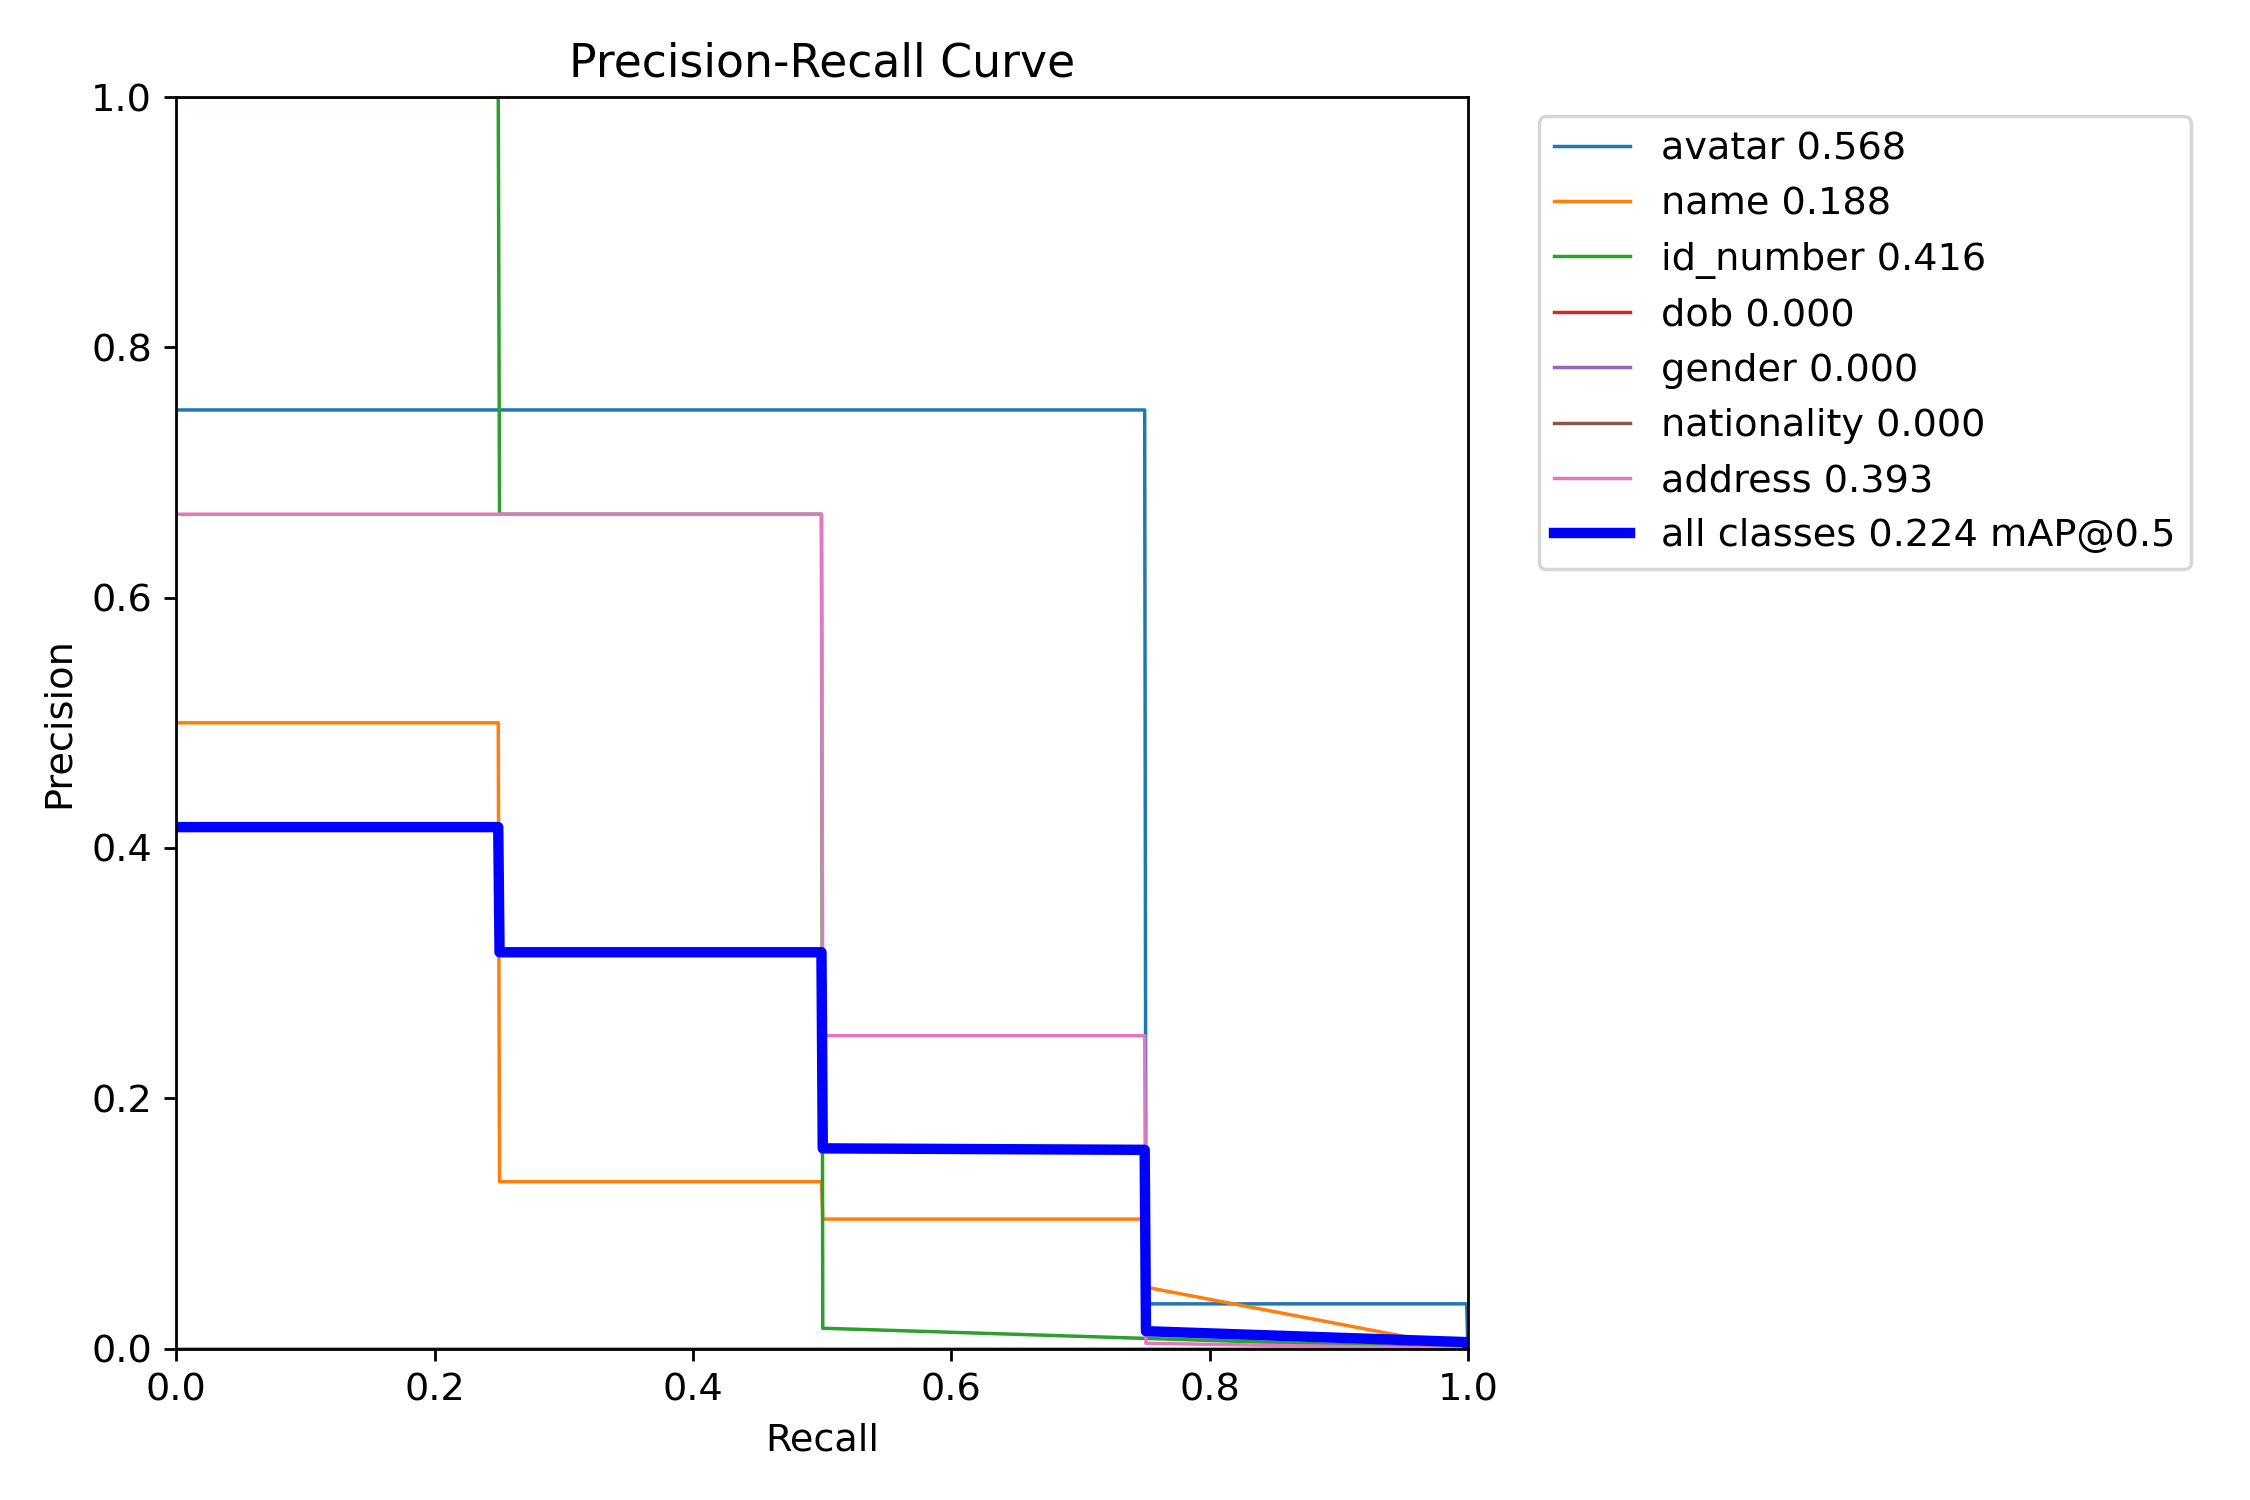 Precision-Recall Curve
1.0
0.8
0.6
0.4
0.2
0.0
Precision
0.0 0.2 0.4 0.6 0.8 1.0
Recall
avatar 0.568
name 0.188
id_number 0.416
dob 0.000
gender 0.000
nationality 0.000
address 0.393
all classes 0.224 mAP@0.5